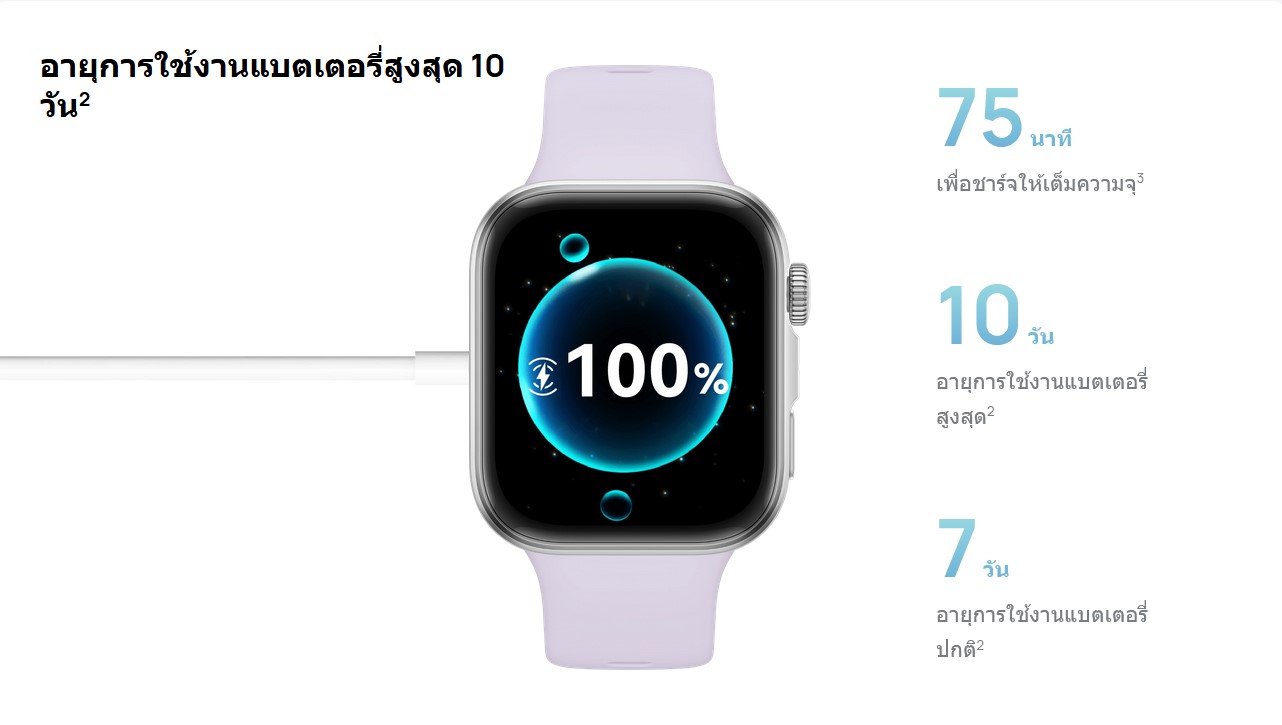 อายุการใช้งานแบตเตอรี่สูงสุด 10
วัน²
100%
75 นาที
เพื่อชาร์จให้เต็มความจุ³
10 วัน
อายุการใช้งานแบตเตอรี่
สูงสุด²
7 วัน
อายุการใช้งานแบตเตอรี่
ปกติ²